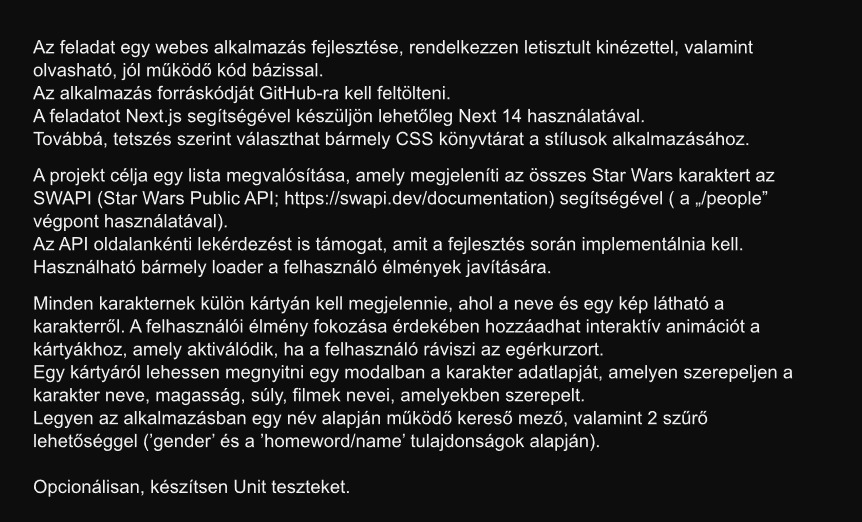 Az feladat egy webes alkalmazás fejlesztése, rendelkezzen letisztult kinézettel, valamint
olvasható, jól működő kód bázissal.
Az alkalmazás forráskódját GitHub-ra kell feltölteni.
A feladatot Next.js segítségével készüljön lehetőleg Next 14 használatával.
Továbbá, tetszés szerint választhat bármely CSS könyvtárat a stílusok alkalmazásához.
A projekt célja egy lista megvalósítása, amely megjeleníti az összes Star Wars karaktert az
SWAPI (Star Wars Public API; https://swapi.dev/documentation) segítségével ( a „/people”
végpont használatával).
Az API oldalankénti lekérdezést is támogat, amit a fejlesztés során implementálnia kell.
Használható bármely loader a felhasználó élmények javítására.
Minden karakternek külön kártyán kell megjelennie, ahol a neve és egy kép látható a
karakterről. A felhasználói élmény fokozása érdekében hozzáadhat interaktív animációt a
kártyákhoz, amely aktiválódik, ha a felhasználó ráviszi az egérkurzort.
Egy kártyáról lehessen megnyitni egy modalban a karakter adatlapját, amelyen szerepeljen a
karakter neve, magasság, súly, filmek nevei, amelyekben szerepelt.
Legyen az alkalmazásban egy név alapján működő kereső mező, valamint 2 szűrő
lehetőséggel (’gender’ és a ’homeword/name’ tulajdonságok alapján).
Opcionálisan, készítsen Unit teszteket.